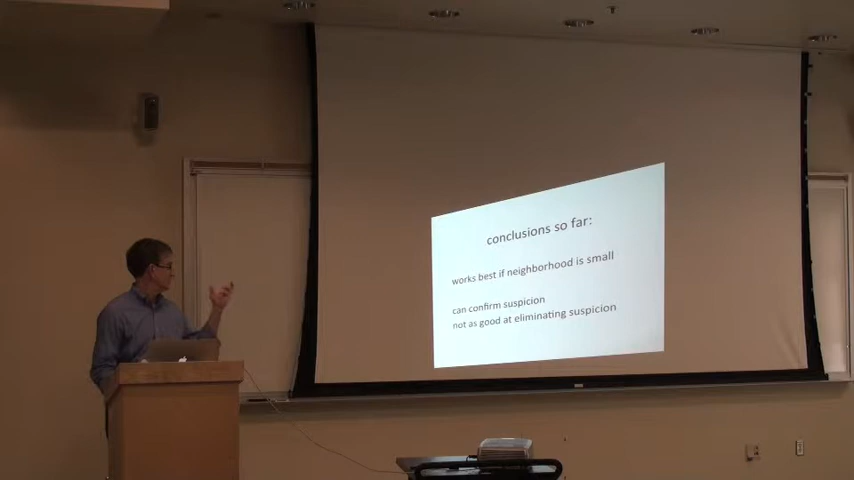 conclusions so far:
works best if neighborhood is small
can confirm suspicion
not as good at eliminating suspicion